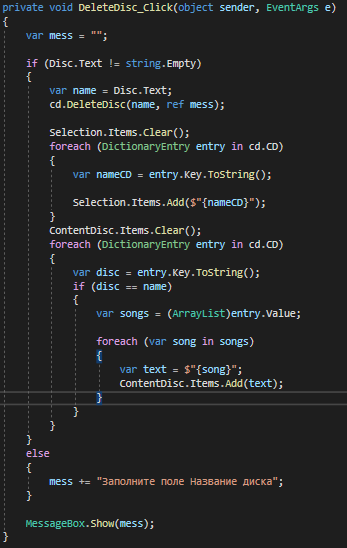 private void DeleteDisc_Click(object sender, EventArgs e)
{
var mess = "";
if (Disc.Text != string.Empty)
{
var name = Disc.Text;
cd.DeleteDisc(name, ref mess);
Selection.Items.Clear();
foreach (DictionaryEntry entry in cd.CD)
{
var nameCD = entry.Key.ToString();
Selection.Items.Add($"{nameCD}");
}
ContentDisc.Items.Clear();
foreach (DictionaryEntry entry in cd.CD)
{
var disc = entry.Key.ToString();
if (disc == name)
{
var songs = (ArrayList)entry.Value;
foreach (var song in songs)
{
var text = $"{song}";
ContentDisc.Items.Add(text);
}
}
}
}
else
{
mess += "Заполните поле Название диска";
}
MessageBox.Show(mess);
}